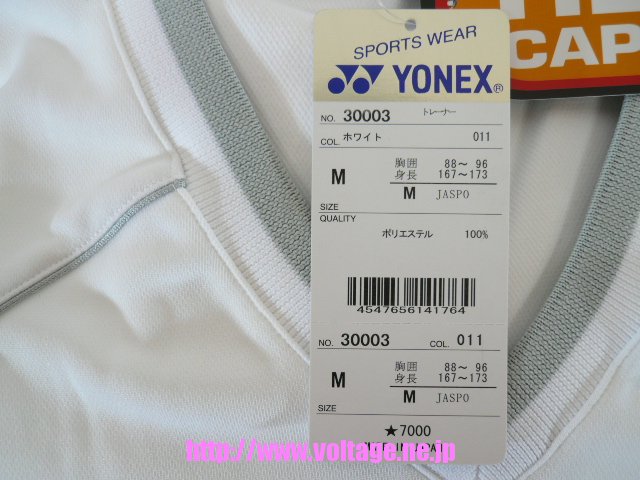 CAP
SPORTS WEAR
YONEX®
NO. 30003 トレーナー
COL. ホワイト 011
M 胸囲 88～ 96
身長 167～173
SIZE M JASPO
QUALITY
ポリエステル 100%
4547656141764
NO. 30003 COL. 011
M 胸囲 88～ 96
身長 167～173
SIZE M JASPO
★7000
http://www.voltage.ne.jp